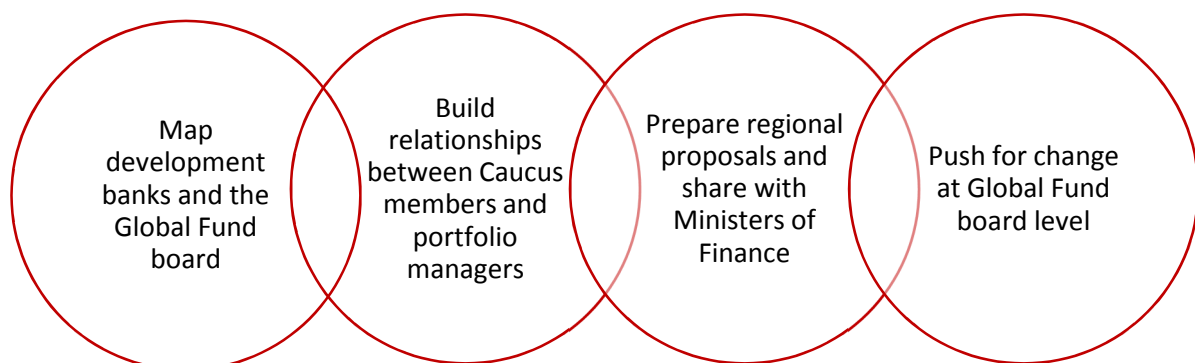 Map
development
banks and the
Global Fund
board
Build
relationships
between Caucus
members and
portfolio
managers
Prepare regional
proposals and
share with
Ministers of
Finance
Push for change
at Global Fund
board level